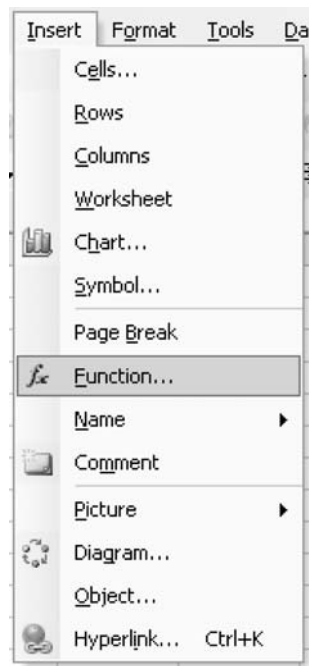 Insert Format Tools Da
Cells...
Rows
Columns
Worksheet
Chart...
Symbol...
Page Break
fx Function...
Name
Comment
Picture
Diagram...
Object...
Hyperlink... Ctrl+K